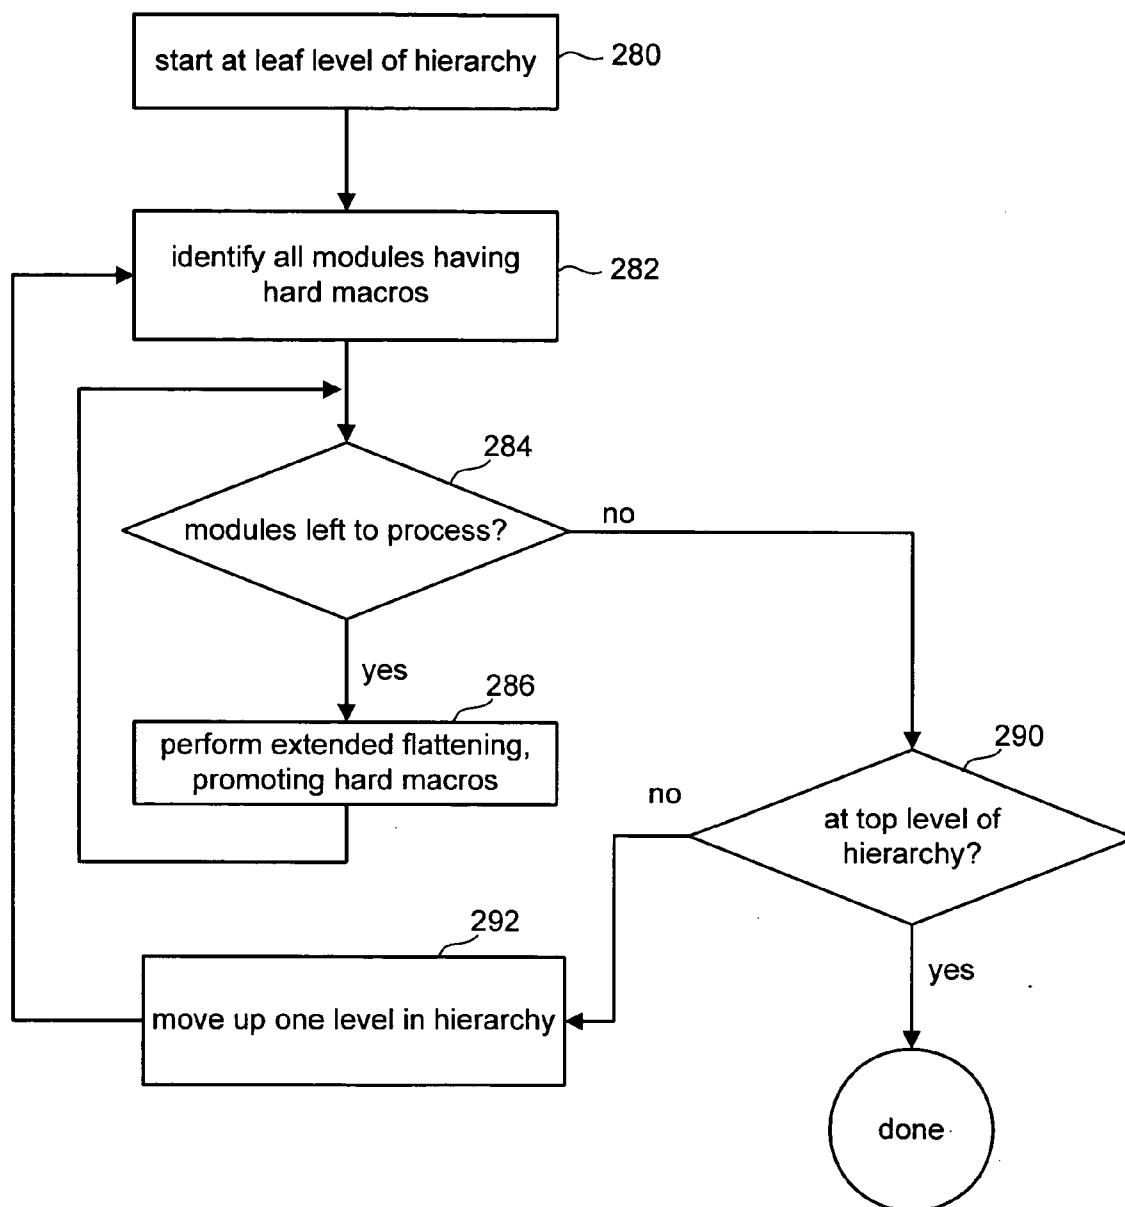 start at leaf level of hierarchy
280
identify all modules having
hard macros
282
284
modules left to process?
no
yes
286
perform extended flattening,
promoting hard macros
290
no
at top level of
hierarchy?
292
move up one level in hierarchy
yes
done